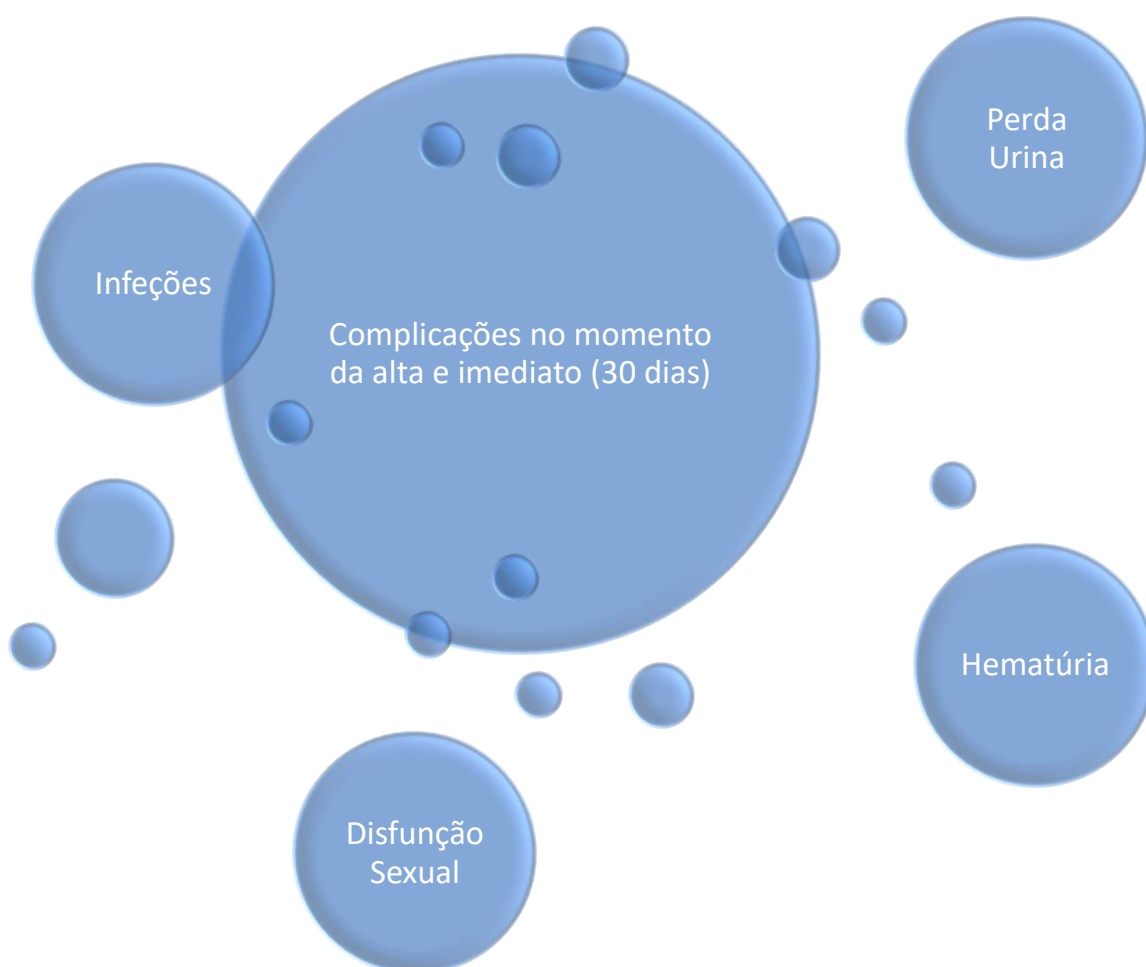 Perda
Urina
Infeções
Complicações no momento
da alta e imediato (30 dias)
Hematúria
Disfunção
Sexual